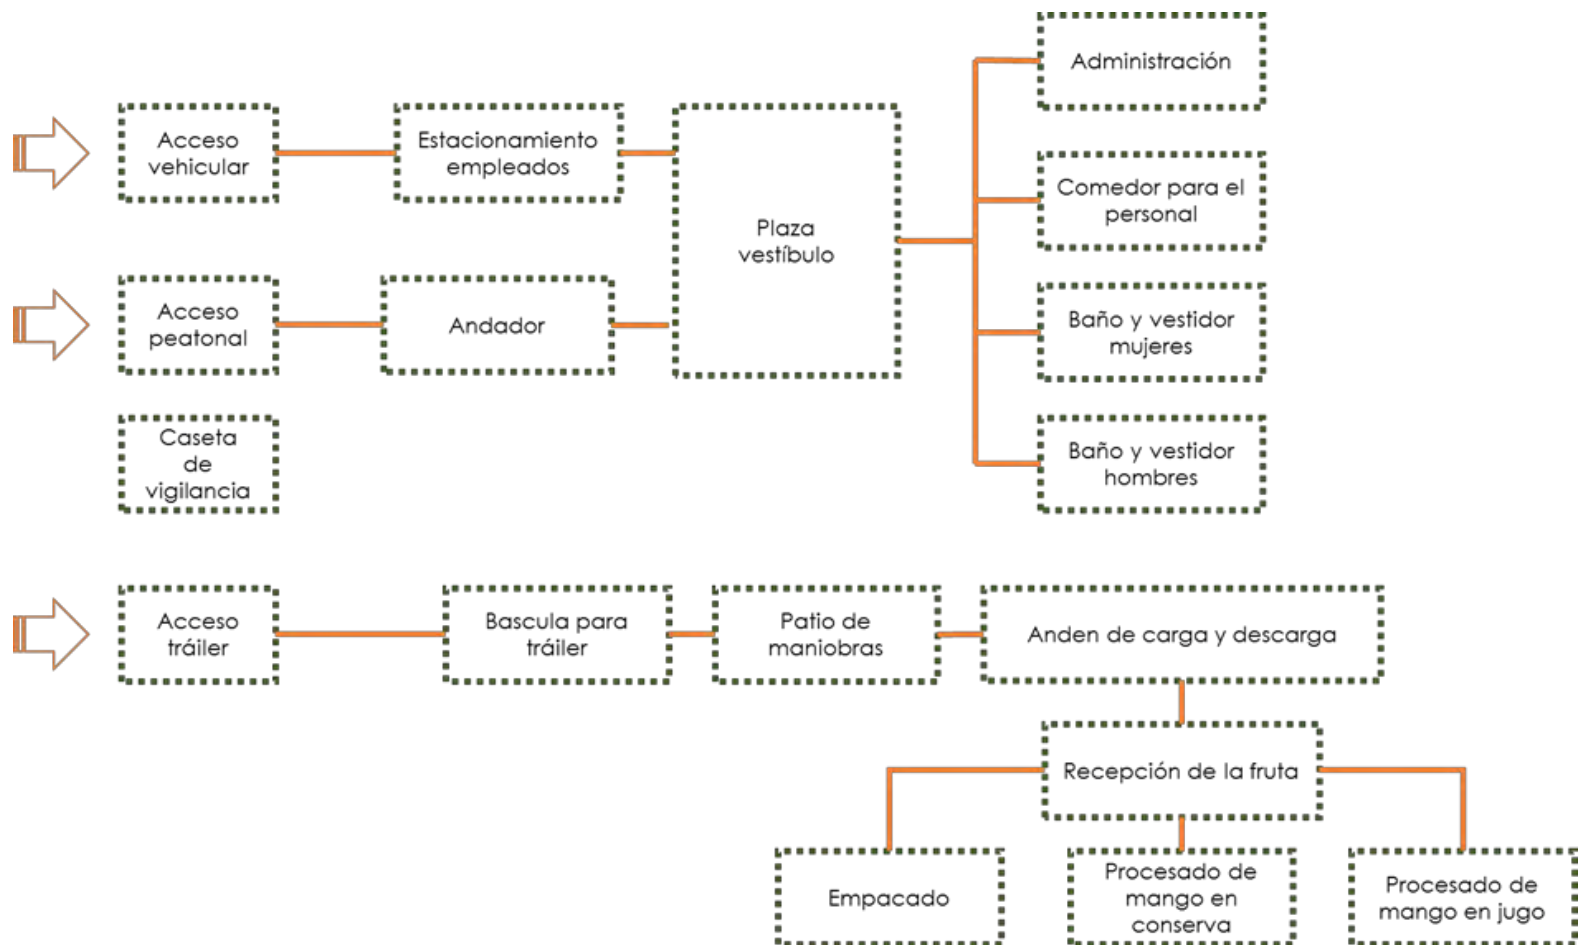 Administración
Acceso
vehicular
Estacionamiento
empleados
Plaza
vestíbulo
Comedor para el
personal
Acceso
peatonal
Andador
Baño y vestidor
mujeres
Caseta
de
vigilancia
Baño y vestidor
hombres
Acceso
tráiler
Bascula para
tráiler
Patio de
maniobras
Anden de carga y descarga
Recepción de la fruta
Empacado
Procesado de
mango en
conserva
Procesado de
mango en jugo